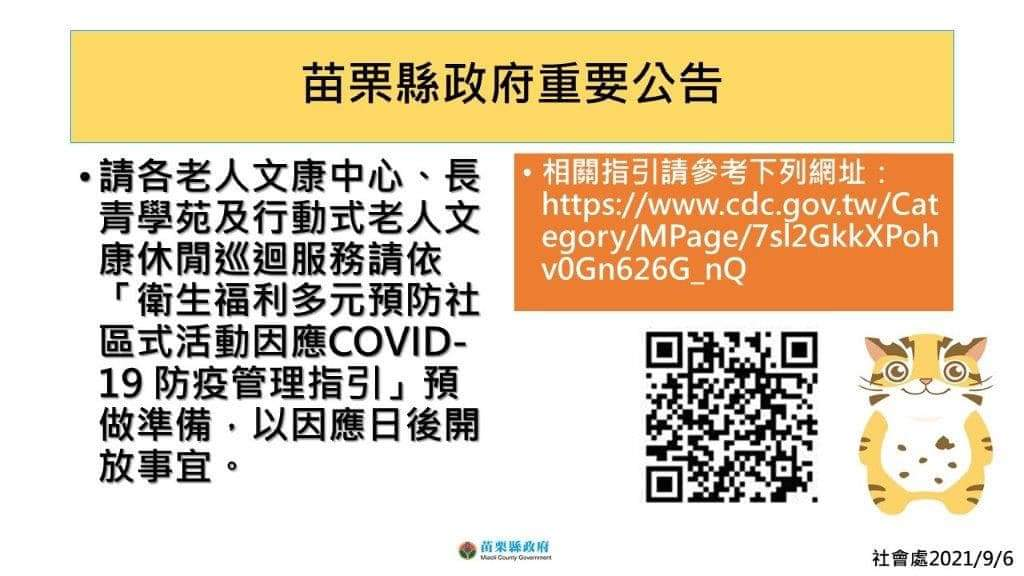 苗栗縣政府重要公告
•請各老人文康中心、長
青學苑及行動式老人文
康休閒巡迴服務請依
「衛生福利多元預防社
區式活動因應COVID-
19 防疫管理指引」預
做準備，以因應日後開
放事宜。
• 相關指引請參考下列網址：
https://www.cdc.gov.tw/Cat
egory/MPage/7sl2GkkXPoh
v0Gn626G_nQ
苗栗縣政府
Miaoli County Government
社會處2021/9/6